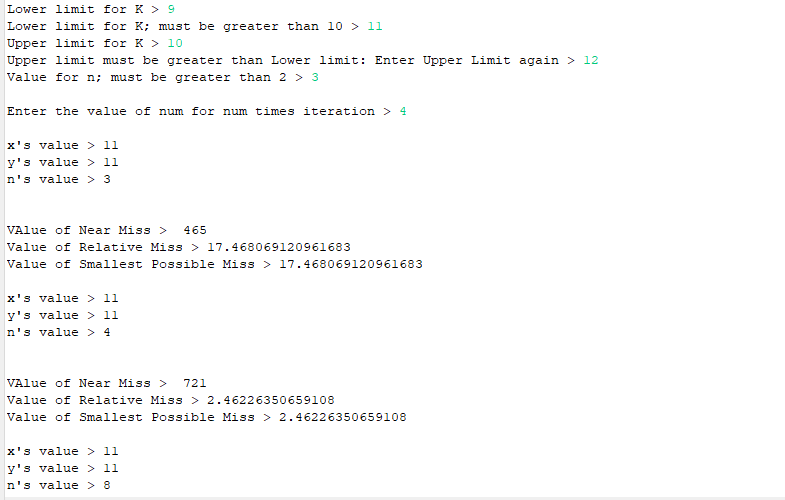 Lower limit for K > 9
Lower limit for K; must be greater than 10 > 11
Upper limit for K > 10
Upper limit must be greater than Lower limit: Enter Upper Limit again > 12
Value for n; must be greater than 2 > 3
Enter the value of num for num times iteration > 4
x's value > 11
y's value > 11
n's value > 3
VAlue of Near Miss >  465
Value of Relative Miss > 17.468069120961683
Value of Smallest Possible Miss > 17.468069120961683
x's value > 11
y's value > 11
n's value > 4
VAlue of Near Miss >  721
Value of Relative Miss > 2.46226350659108
Value of Smallest Possible Miss > 2.46226350659108
x's value > 11
y's value > 11
n's value > 8